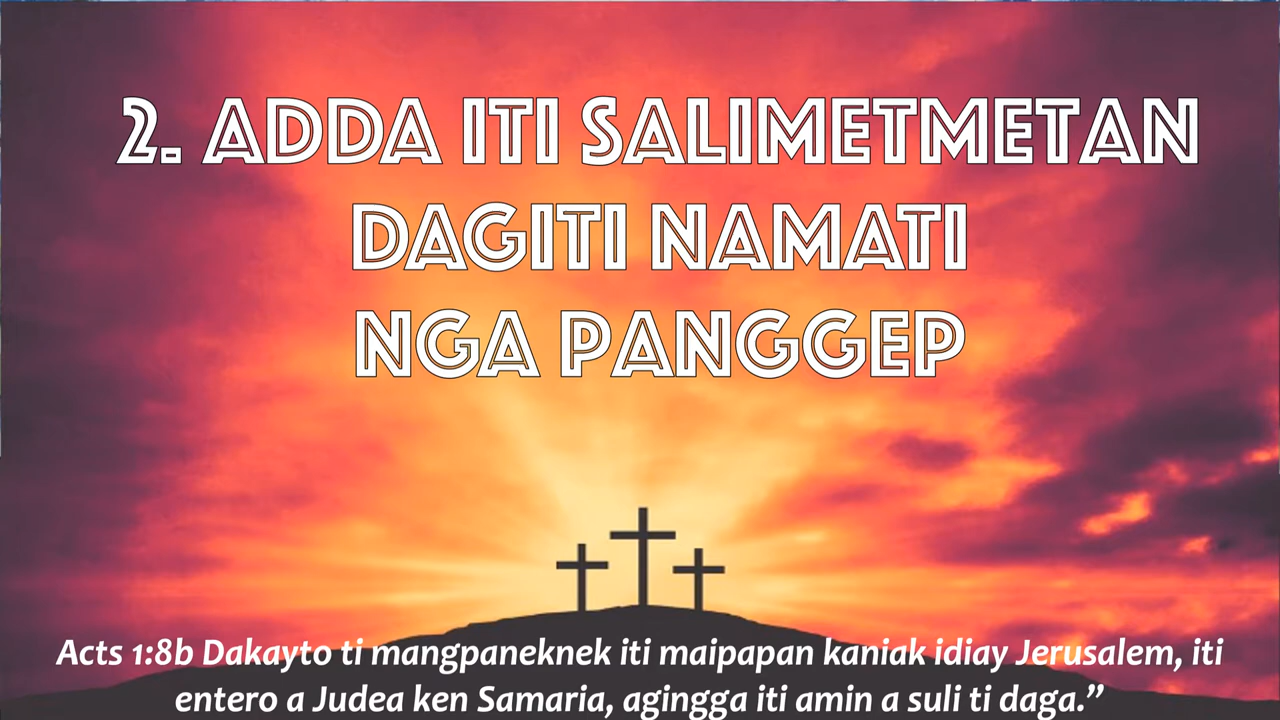 2. ADDA ITI SALIMETMETAN
DAGITI NAMATI
NGA PANGGEP
Acts 1:8b Dakayto ti mangpaneknek iti maipapan kaniak idiay Jerusalem, iti
entero a Judea ken Samaria, agingga iti amin a suli ti daga.”